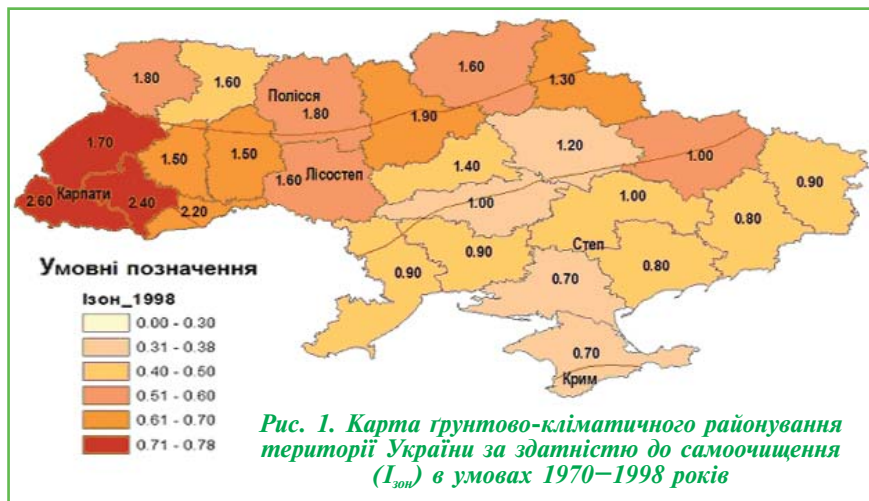 1.80
1.60
1.60
1.30
Полісся
1.80
1.90
1.70
1.50
1.50
1.40
1.20
1.00
1.60 Лісостеп
0.90
2.60 Карпати 2.40
2.20
1.00
1.00
0.80
0.90
0.90
Степ
0.80
0.70
0.70
Крим
Умовні позначення
Iзон_1998
0.00 - 0.30
0.31 - 0.38
0.40 - 0.50
0.51 - 0.60
0.61 - 0.70
0.71 - 0.78
Рис. 1. Карта ґрунтово-кліматичного районування
території України за здатністю до самоочищення
(Iзон) в умовах 1970—1998 років